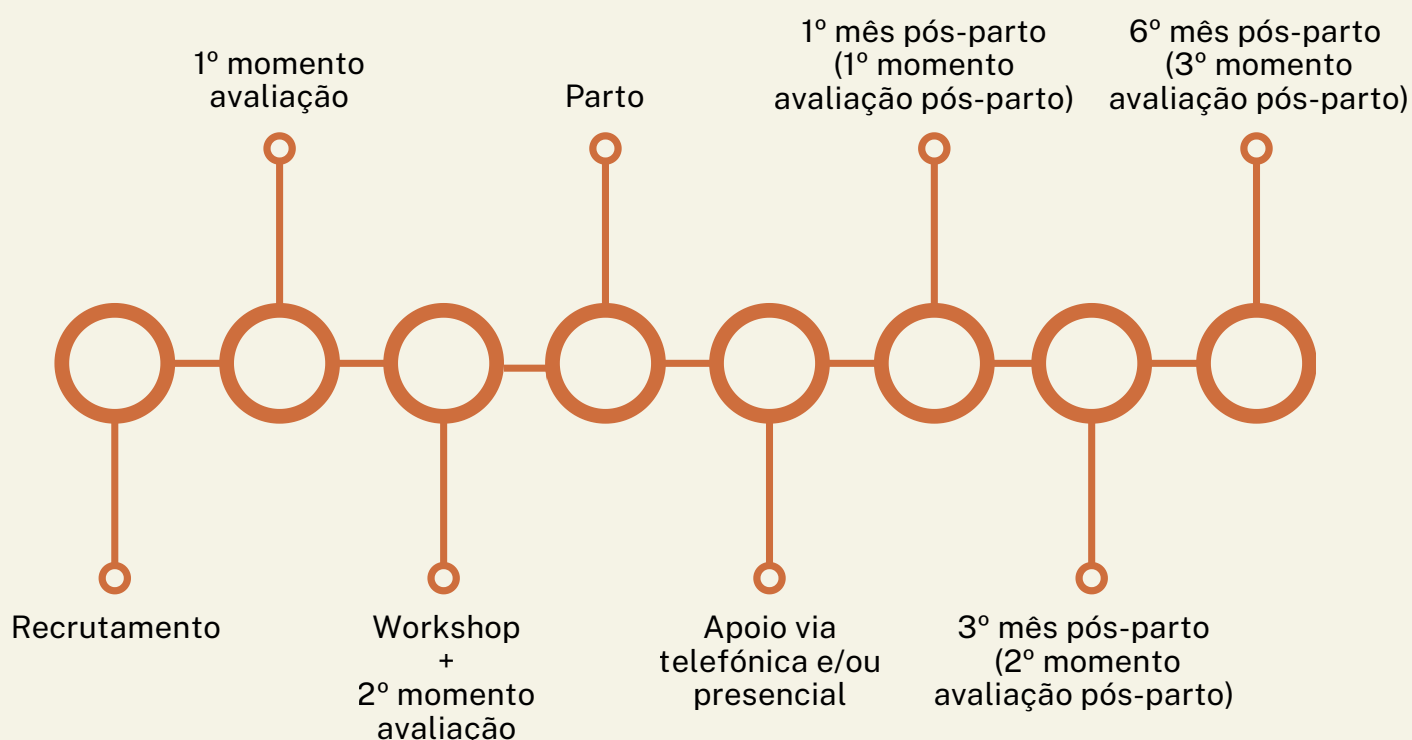 Recrutamento
1º momento
avaliação
Workshop
+
2º momento
avaliação
Parto
Apoio via
telefónica e/ou
presencial
1º mês pós-parto
(1º momento
avaliação pós-parto)
3º mês pós-parto
(2º momento
avaliação pós-parto)
6º mês pós-parto
(3º momento
avaliação pós-parto)